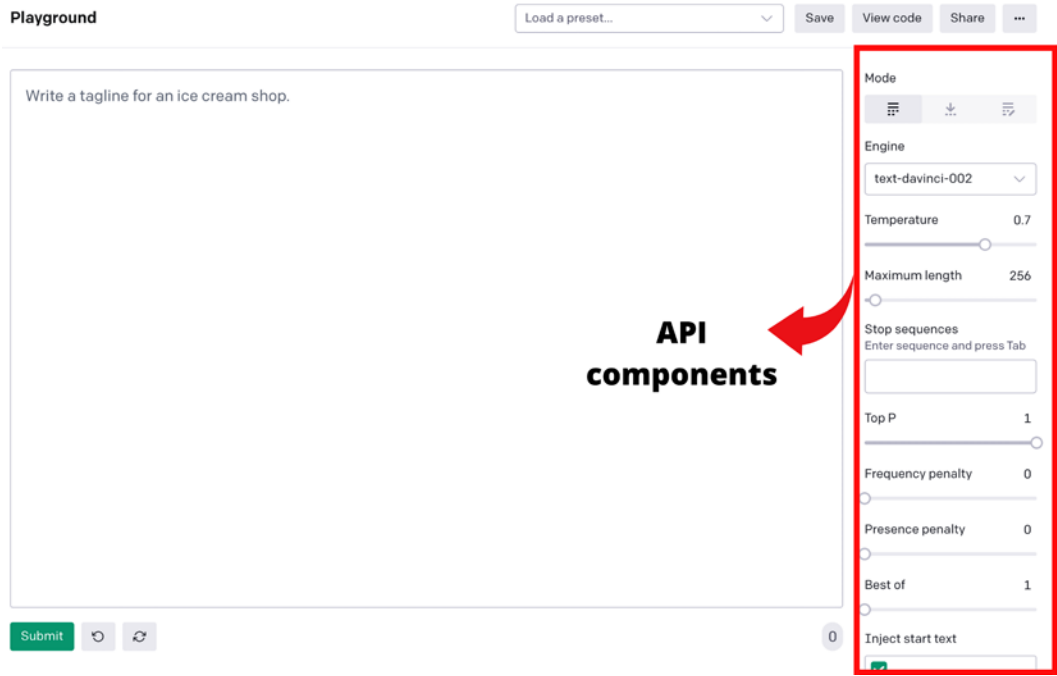 Playground
Load a preset...
Save
View code
Share
...
Write a tagline for an ice cream shop.
API
components
Mode
Engine
text-davinci-002
Temperature 0.7
Maximum length 256
Stop sequences
Enter sequence and press Tab
Top P 1
Frequency penalty 0
Presence penalty 0
Best of 1
Inject start text
Submit
0